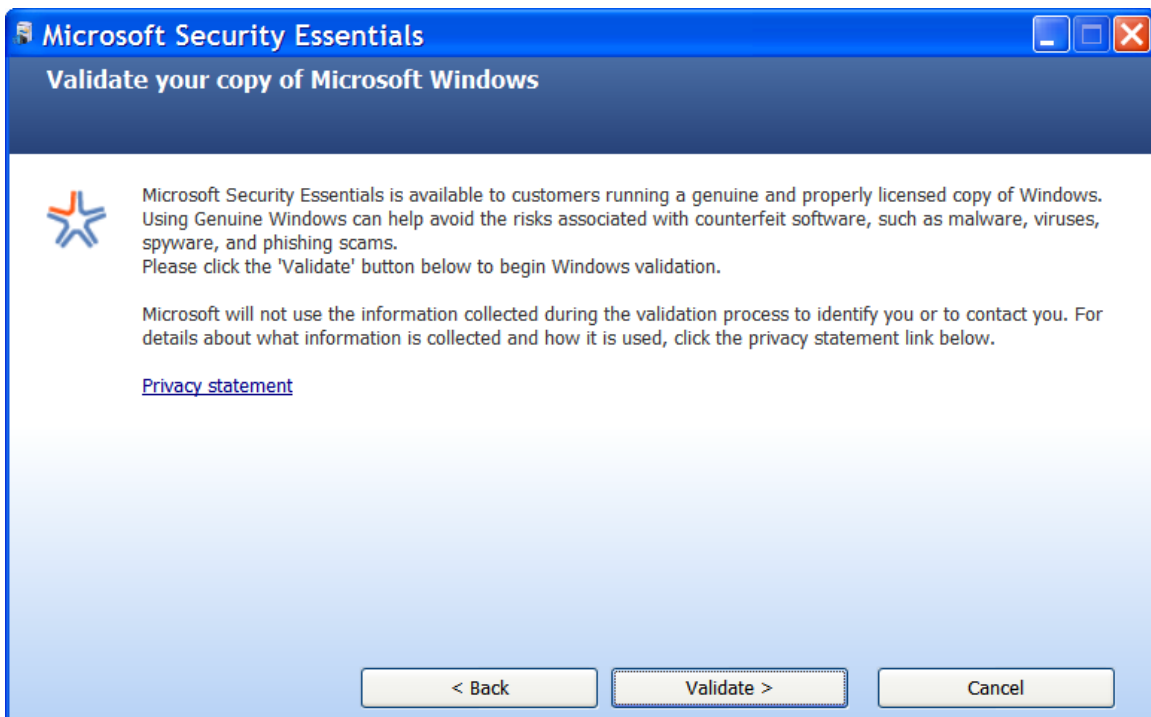 Microsoft Security Essentials
Validate your copy of Microsoft Windows
Microsoft Security Essentials is available to customers running a genuine and properly licensed copy of Windows.
Using Genuine Windows can help avoid the risks associated with counterfeit software, such as malware, viruses,
spyware, and phishing scams.
Please click the 'Validate' button below to begin Windows validation.
Microsoft will not use the information collected during the validation process to identify you or to contact you. For
details about what information is collected and how it is used, click the privacy statement link below.
Privacy statement
< Back
Validate >
Cancel